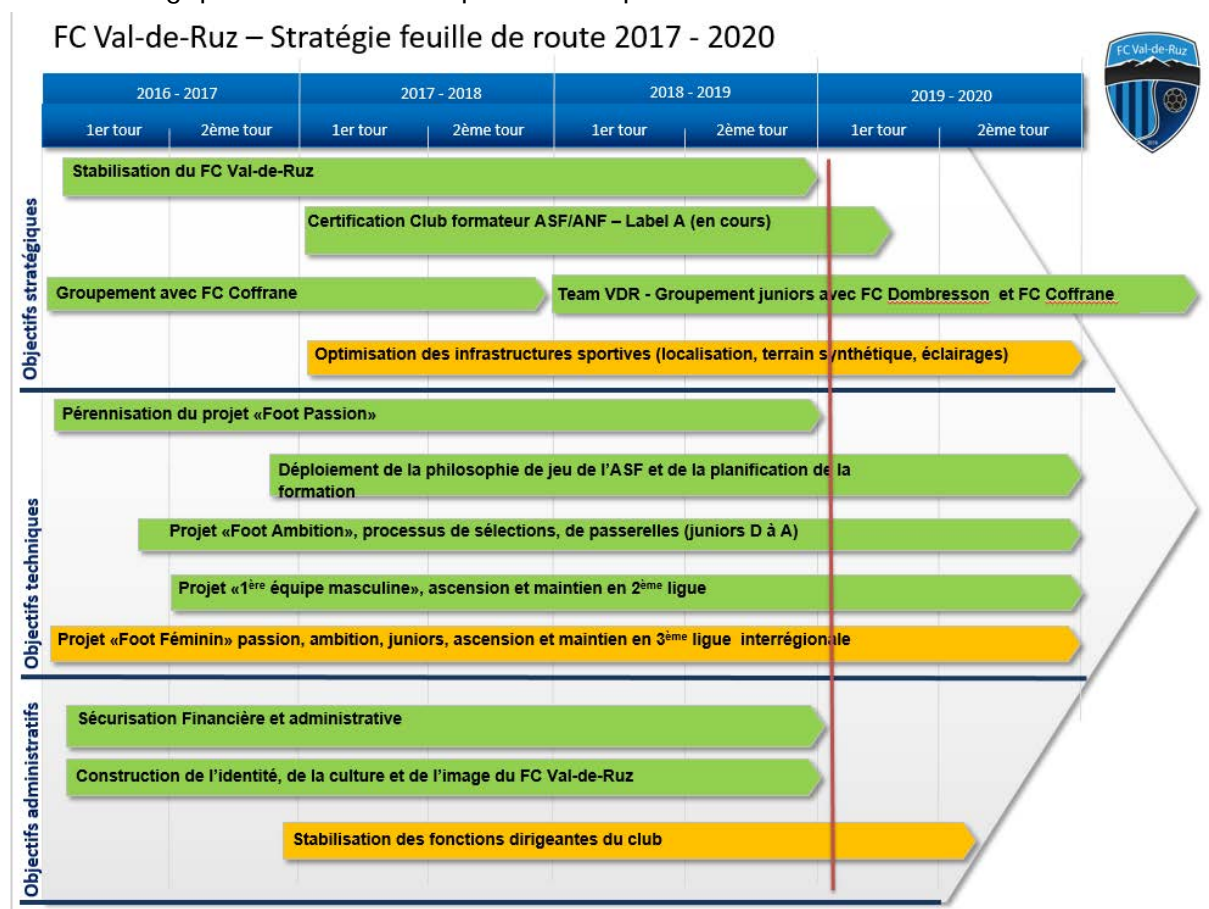 FC Val-de-Ruz – Stratégie feuille de route 2017 - 2020
FC Val-de-Ruz
2016 - 2017
2017 - 2018
2018 - 2019
2019 - 2020
1er tour
2ème tour
1er tour
2ème tour
1er tour
2ème tour
1er tour
2ème tour
Objectifs stratégiques
Stabilisation du FC Val-de-Ruz
Certification Club formateur ASF/ANF – Label A (en cours)
Groupement avec FC Coffrane
Team VDR - Groupement juniors avec FC Dombresson et FC Coffrane
Optimisation des infrastructures sportives (localisation, terrain synthétique, éclairages)
Objectifs techniques
Pérennisation du projet «Foot Passion»
Déploiement de la philosophie de jeu de l’ASF et de la planification de la
formation
Projet «Foot Ambition», processus de sélections, de passerelles (juniors D à A)
Projet «1ère équipe masculine», ascension et maintien en 2ème ligue
Projet «Foot Féminin» passion, ambition, juniors, ascension et maintien en 3ème ligue interrégionale
Objectifs administratifs
Sécurisation Financière et administrative
Construction de l’identité, de la culture et de l’image du FC Val-de-Ruz
Stabilisation des fonctions dirigeantes du club